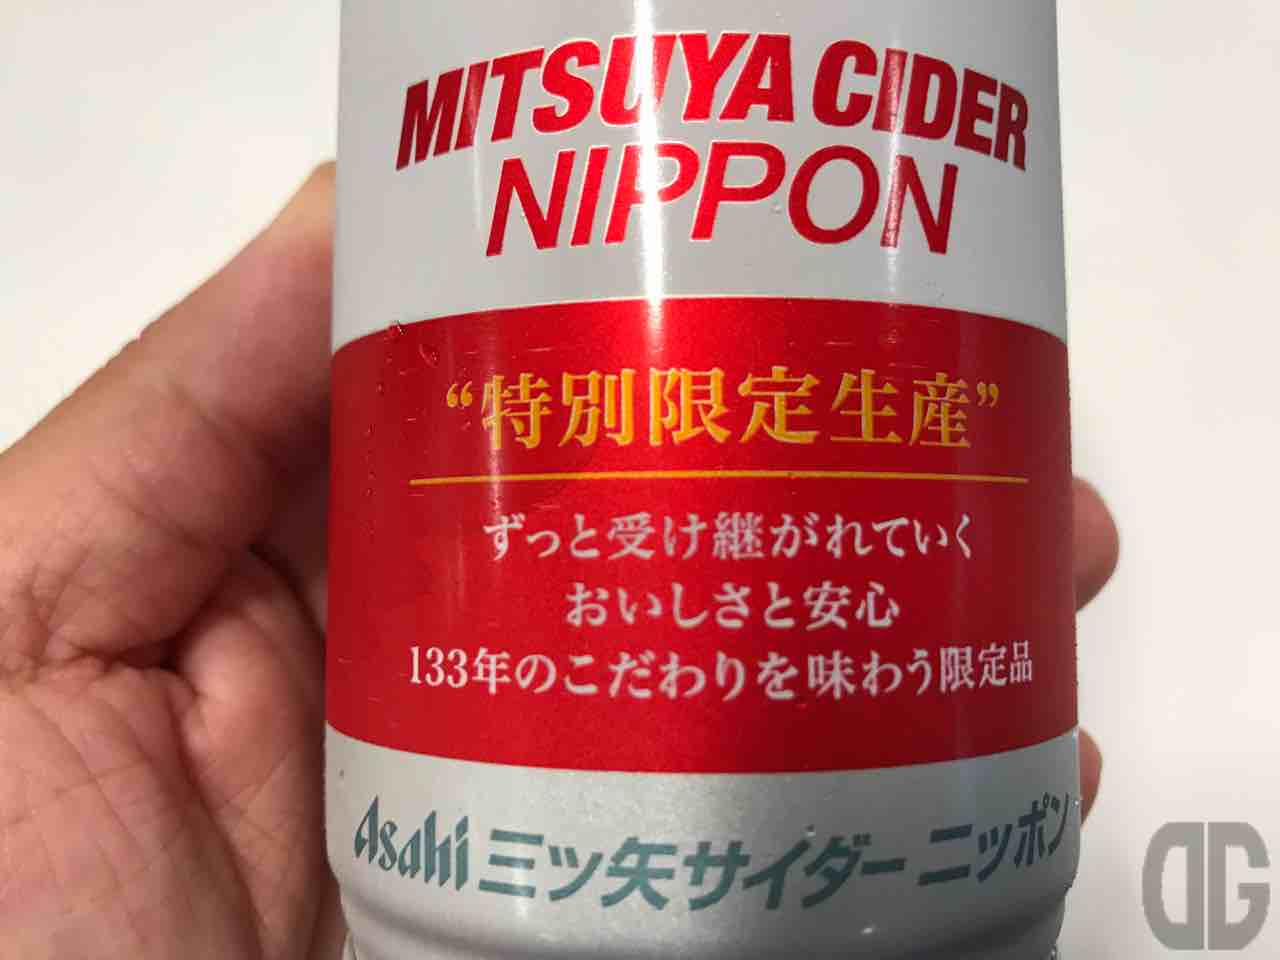 MITSUYA CIDER
NIPPON
“特別限定生産”
ずっと受け継がれていく
おいしさと安心
133年のこだわりを味わう限定品
Asahi 三ツ矢サイダー ニッポン
DG